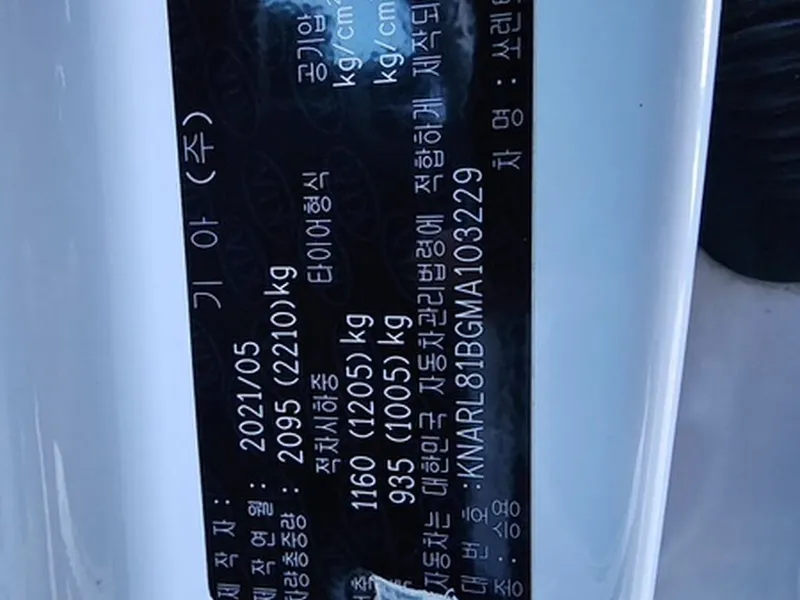 제 작 자 : 기 아 (주)
제 작 연 월 : 2021/05
차량총중량 : 2095 (2210)kg
적차시하중 타이어형식 공기압
1160 (1205)kg kg/cm²
935 (1005)kg kg/cm
자동차는 대한민국 자동차관리법령에 적합하게 제작되
대 번 호 :KNARL81BGMA103229
종: 승용 차 명 : 쏘렌